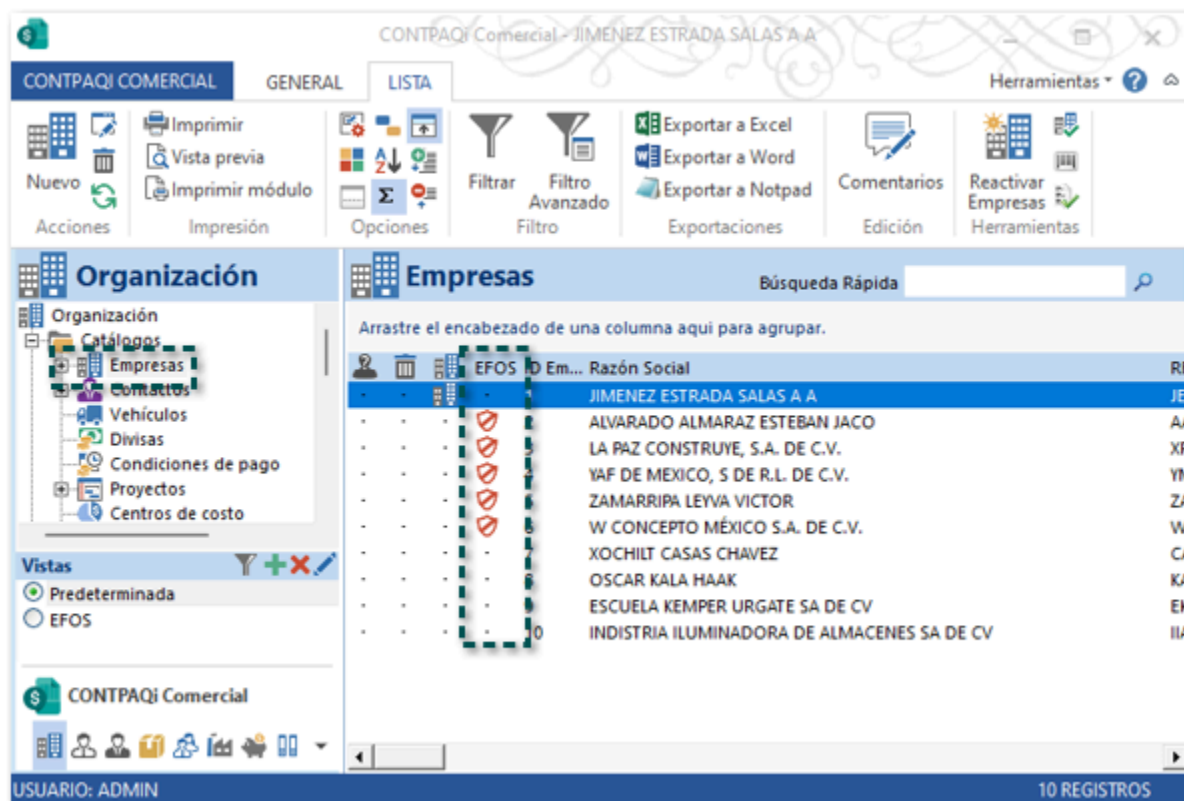 CONTPAQi Comercial - JIMENEZ ESTRADA SALAS A A
CONTPAQI COMERCIAL GENERAL LISTA Herramientas
Nuevo
Imprimir
Vista previa
Imprimir módulo
Filtrar
Filtro Avanzado
Exportar a Excel
Exportar a Word
Exportar a Notpad
Comentarios
Reactivar Empresas
Acciones Impresión Opciones Filtro Exportaciones Edición Herramientas
Organización
Organización
Catálogos
Empresas
Contactos
Vehículos
Divisas
Condiciones de pago
Proyectos
Centros de costo
Vistas
Predeterminada
EFOS
CONTPAQi Comercial
Empresas
Búsqueda Rápida
Arrastre el encabezado de una columna aqui para agrupar.
EFOS D Em... Razón Social
JIMENEZ ESTRADA SALAS A A
ALVARADO ALMARAZ ESTEBAN JACO
LA PAZ CONSTRUYE, S.A. DE C.V.
YAF DE MEXICO, S DE R.L. DE C.V.
ZAMARRIPA LEYVA VICTOR
W CONCEPTO MÉXICO S.A. DE C.V.
XOCHILT CASAS CHAVEZ
OSCAR KALA HAAK
ESCUELA KEMPER URGATE SA DE CV
INDISTRIA ILUMINADORA DE ALMACENES SA DE CV
USUARIO: ADMIN 10 REGISTROS